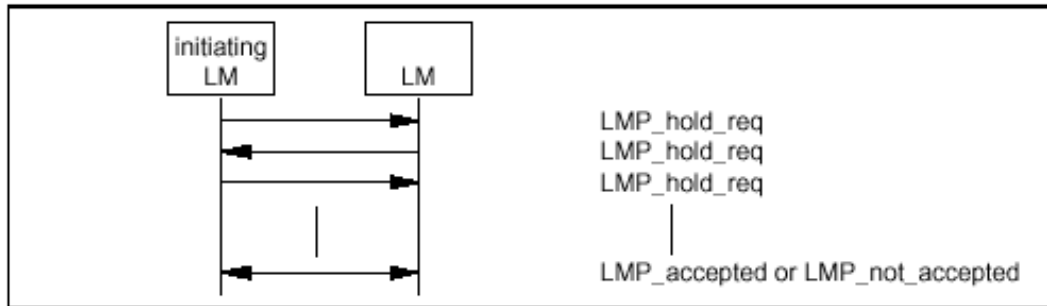 initiating
LM
LM
LMP_hold_req
LMP_hold_req
LMP_hold_req
LMP_accepted or LMP_not_accepted